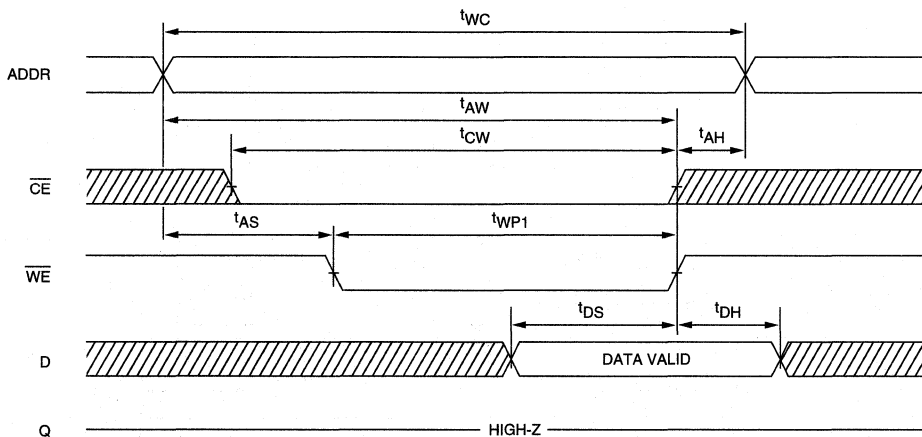 tWC
ADDR
tAW
tCW
tAH
CE
tAS
tWP1
WE
tDS
tDH
D
DATA VALID
Q
HIGH-Z